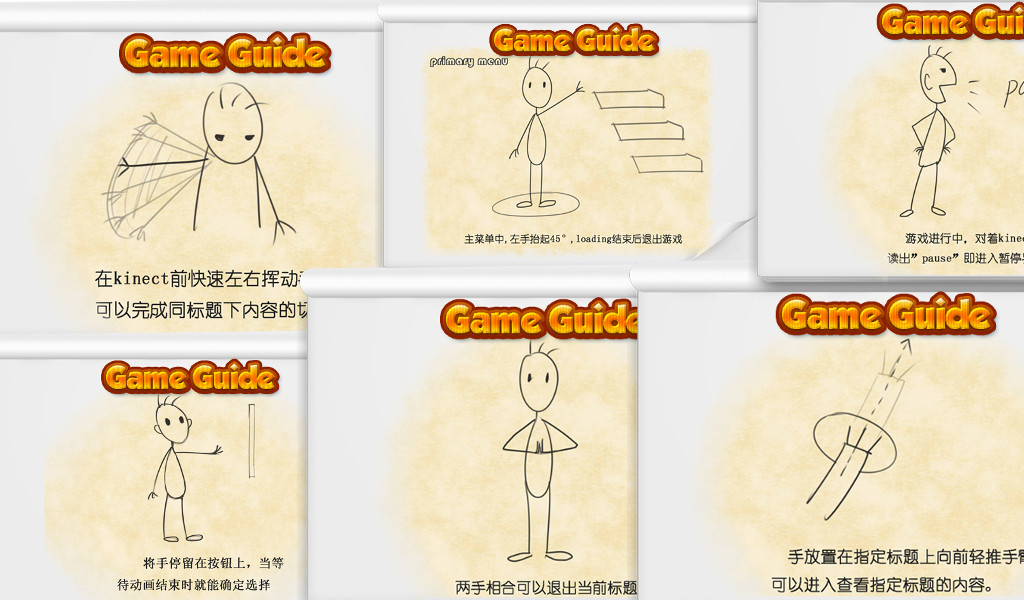 Game Guide
在kinect前快速左右挥动
可以完成同标题下内容的切
Game Guide
primary menu
主菜单中,左手抬起45°,loading结束后退出游戏
Game Gui
游戏进行中，对着kine
读出”pause”即进入暂停
Game Guide
将手停留在按钮上，当等
待动画结束时就能确定选择
Game Guide
两手相合可以退出当前标题
Game Guide
手放置在指定标题上向前轻推手臂
可以进入查看指定标题的内容。